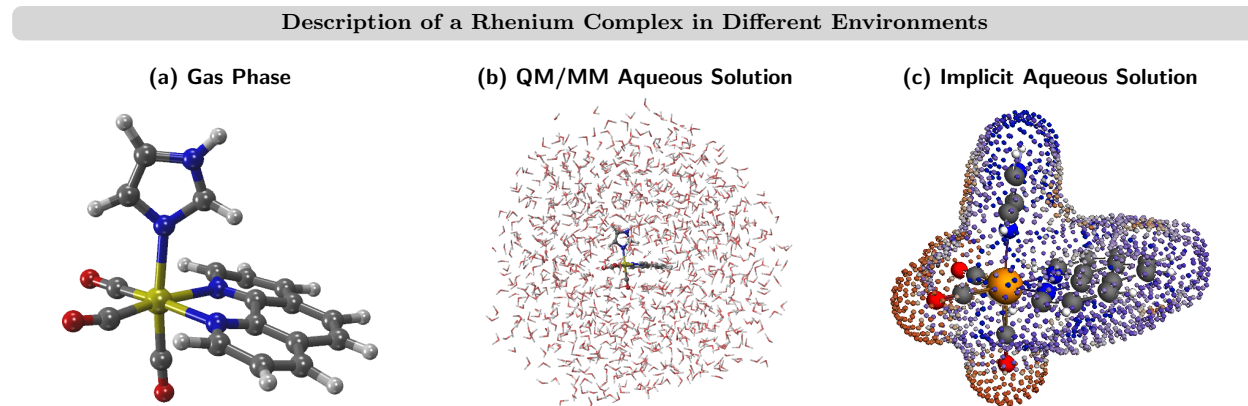 Description of a Rhenium Complex in Different Environments
(a) Gas Phase
(b) QM/MM Aqueous Solution
(c) Implicit Aqueous Solution